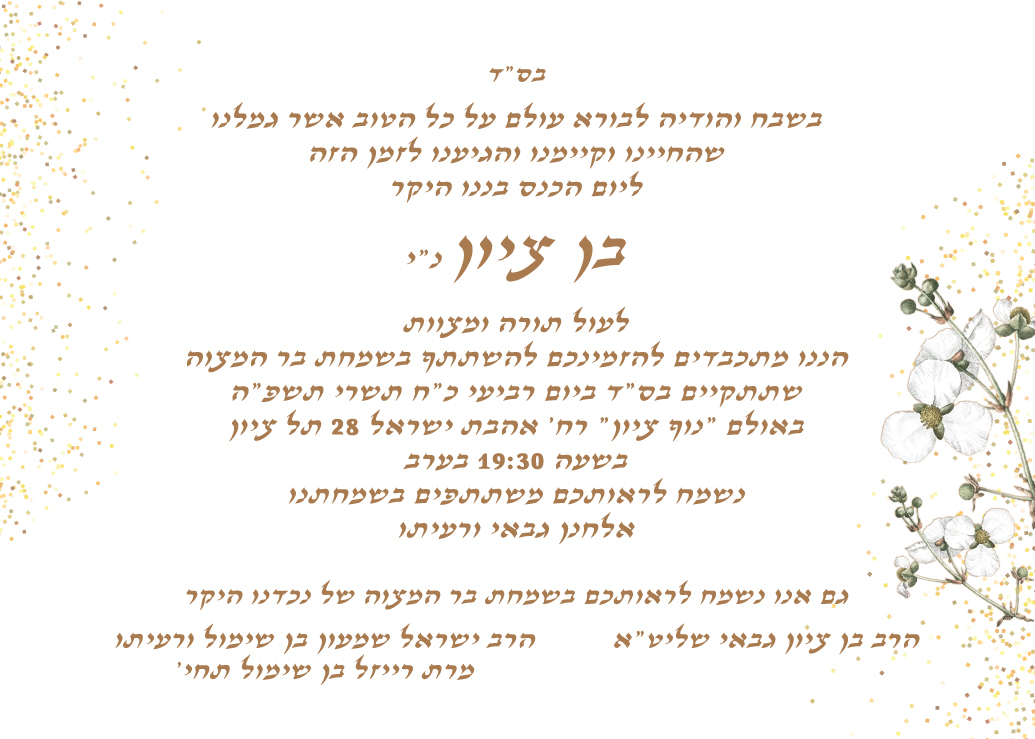 בס"ד
בשבח והודיה לבורא עולם על כל הטוב אשר גמלנו
שהחיינו וקיימנו והגיענו לזמן הזה
ליום הכנס בננו היקר
בן ציון נ"י
לעול תורה ומצוות
הננו מתכבדים להזמינכם להשתתף בשמחת בר המצוה
שתתקיים בס"ד ביום רביעי כ"ח תשרי תשפ"ה
באולם "נוף ציון" רח' אהבת ישראל 28 תל ציון
בשעה 19:30 בערב
נשמח לראותכם משתתפים בשמחתנו
אלחנן גבאי ורעיתו
גם אנו נשמח לראותכם בשמחת בר המצוה של נכדנו היקר
הרב בן ציון גבאי שליט"א
הרב ישראל שמעון בן שימול ורעיתו
מרת רייזל בן שימול תחי'